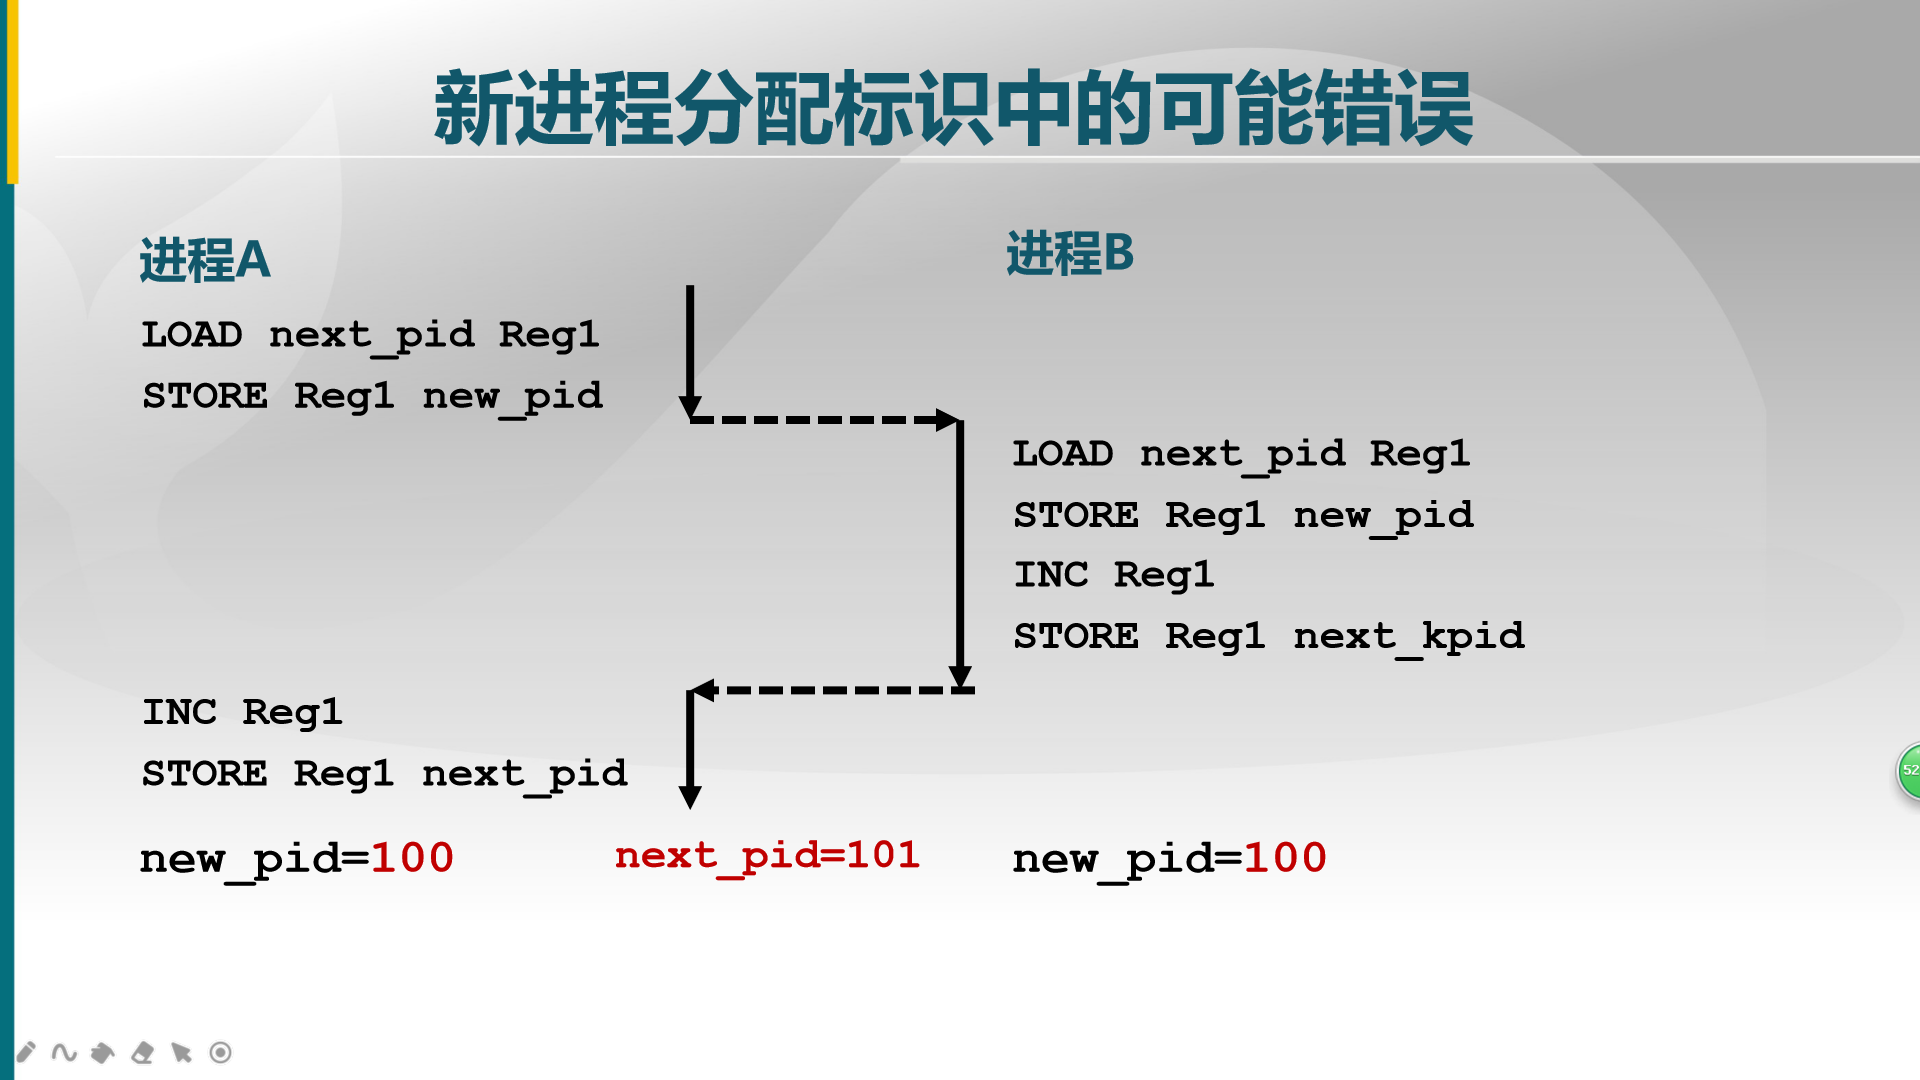 新进程分配标识中的可能错误
进程A
LOAD next_pid Reg1
STORE Reg1 new_pid
进程B
LOAD next_pid Reg1
STORE Reg1 new_pid
INC Reg1
STORE Reg1 next_kpid
INC Reg1
STORE Reg1 next_pid
new_pid=100
next_pid=101
new_pid=100
52